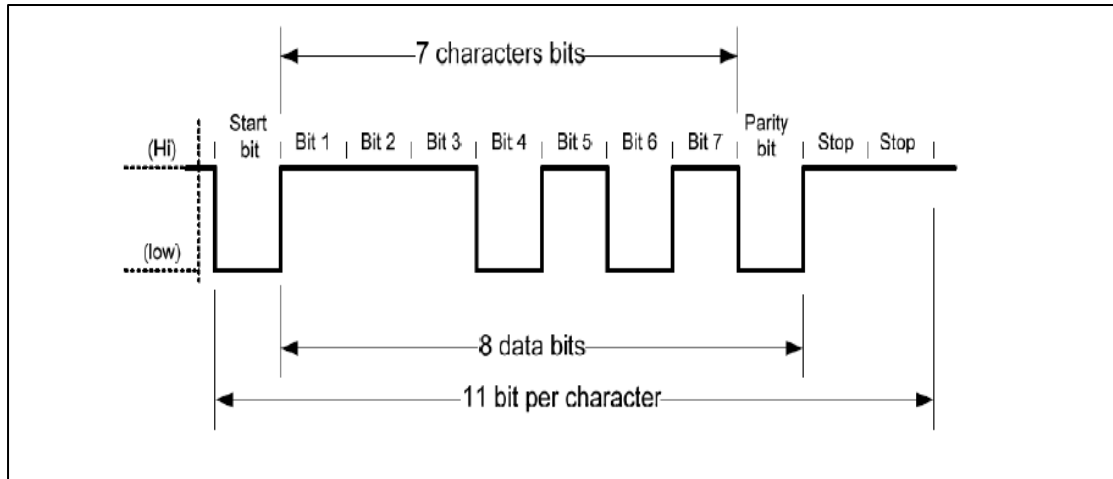 7 characters bits
Start bit
Bit 1
Bit 2
Bit 3
Bit 4
Bit 5
Bit 6
Bit 7
Parity bit
Stop
Stop
(Hi)
(low)
8 data bits
11 bit per character